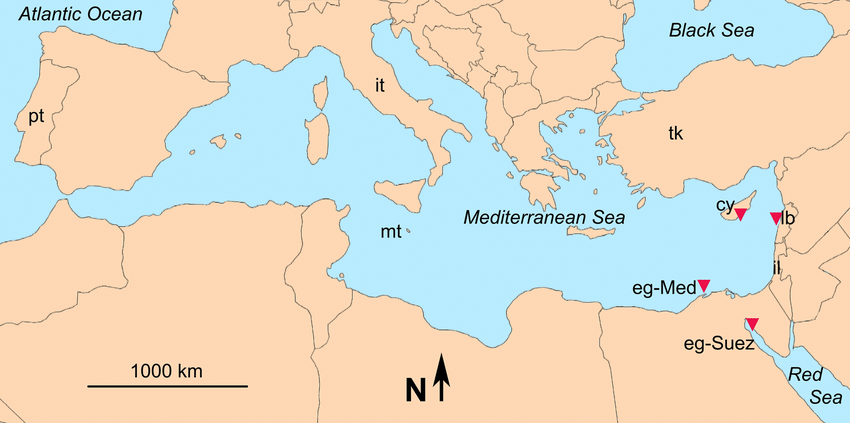 Atlantic Ocean
Black Sea
it
pt
tk
cy
lb
Mediterranean Sea
mt
il
eg-Med
eg-Suez
1000 km
Red
Sea
N